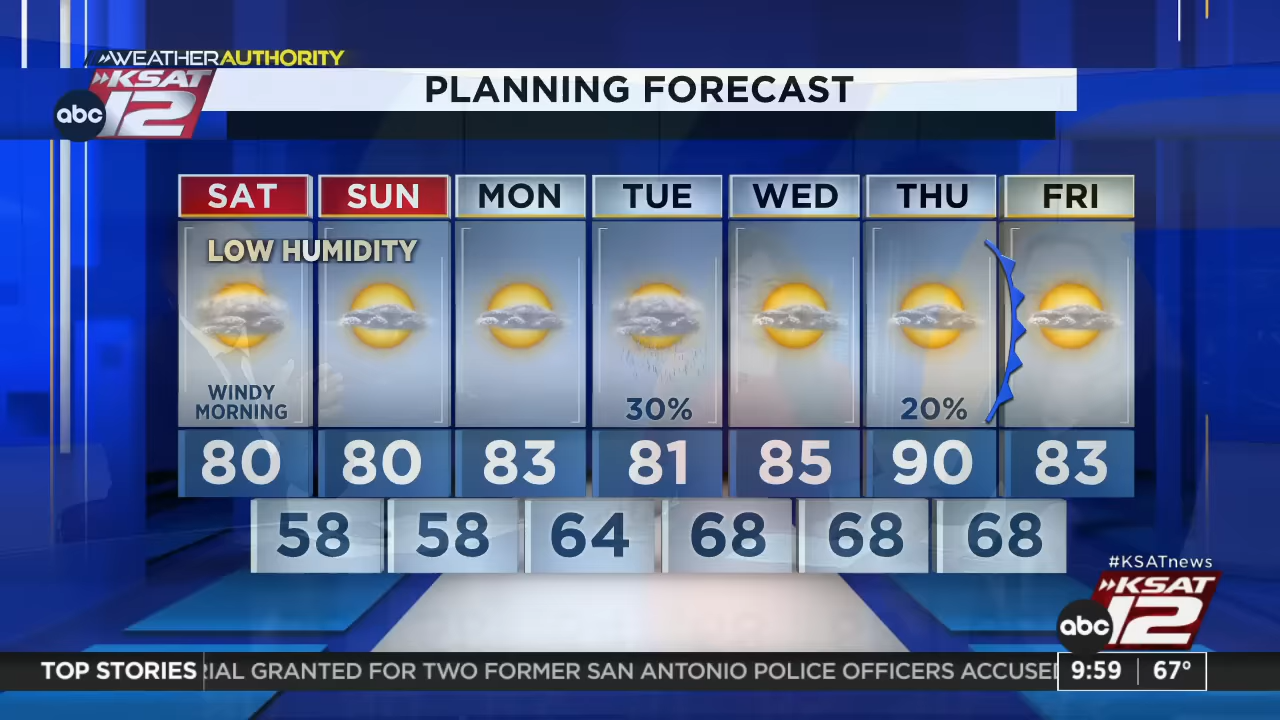 WEATHERAUTHORITY
KSAT
abc 12
PLANNING FORECAST
SAT SUN MON TUE WED THU FRI
LOW HUMIDITY
WINDY
MORNING
30% 20%
80 80 83 81 85 90 83
58 58 64 68 68 68
#KSATnews
KSAT
abc 12
TOP STORIES RIAL GRANTED FOR TWO FORMER SAN ANTONIO POLICE OFFICERS ACCUSED 9:59 67°